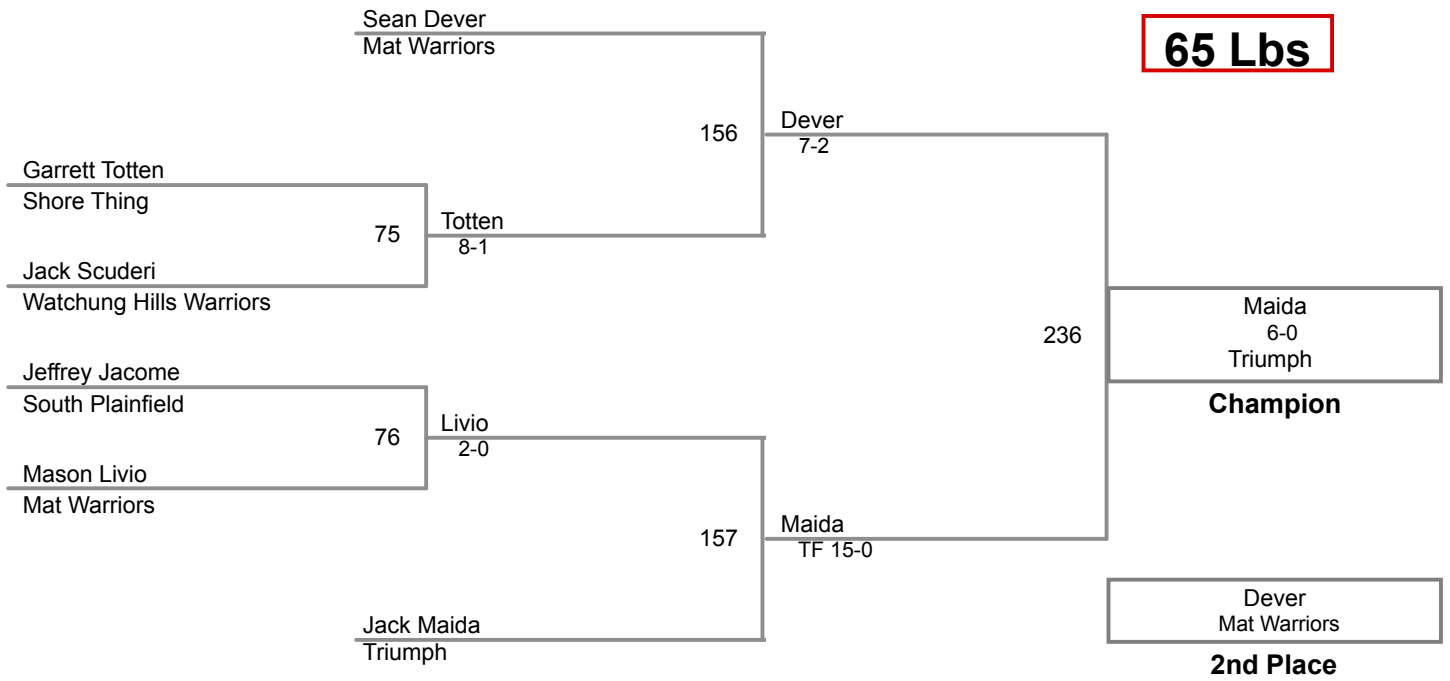 Sean Dever
Mat Warriors
65 Lbs
156
Dever
7-2
Garrett Totten
Shore Thing
75
Totten
8-1
Jack Scuderi
Watchung Hills Warriors
236
Maida
6-0
Triumph
Champion
Jeffrey Jacome
South Plainfield
76
Livio
2-0
Mason Livio
Mat Warriors
157
Maida
TF 15-0
Jack Maida
Triumph
Dever
Mat Warriors
2nd Place